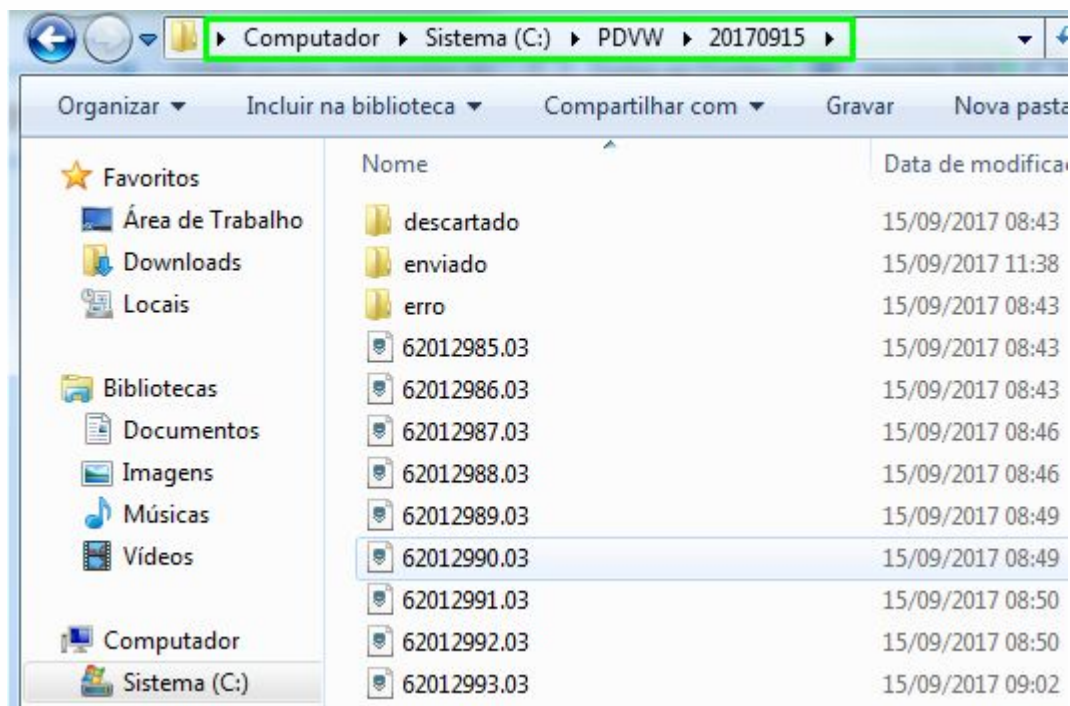 Computador Sistema (C:) PDVW 20170915
Organizar Incluir na biblioteca Compartilhar com Gravar Nova pasta
Nome Data de modificaç
Favoritos
Área de Trabalho descartado 15/09/2017 08:43
Downloads enviado 15/09/2017 11:38
Locais erro 15/09/2017 08:43
62012985.03 15/09/2017 08:43
Bibliotecas 62012986.03 15/09/2017 08:43
Documentos 62012987.03 15/09/2017 08:46
Imagens 62012988.03 15/09/2017 08:46
Músicas 62012989.03 15/09/2017 08:49
Vídeos 62012990.03 15/09/2017 08:49
62012991.03 15/09/2017 08:50
Computador 62012992.03 15/09/2017 08:50
Sistema (C:) 62012993.03 15/09/2017 09:02